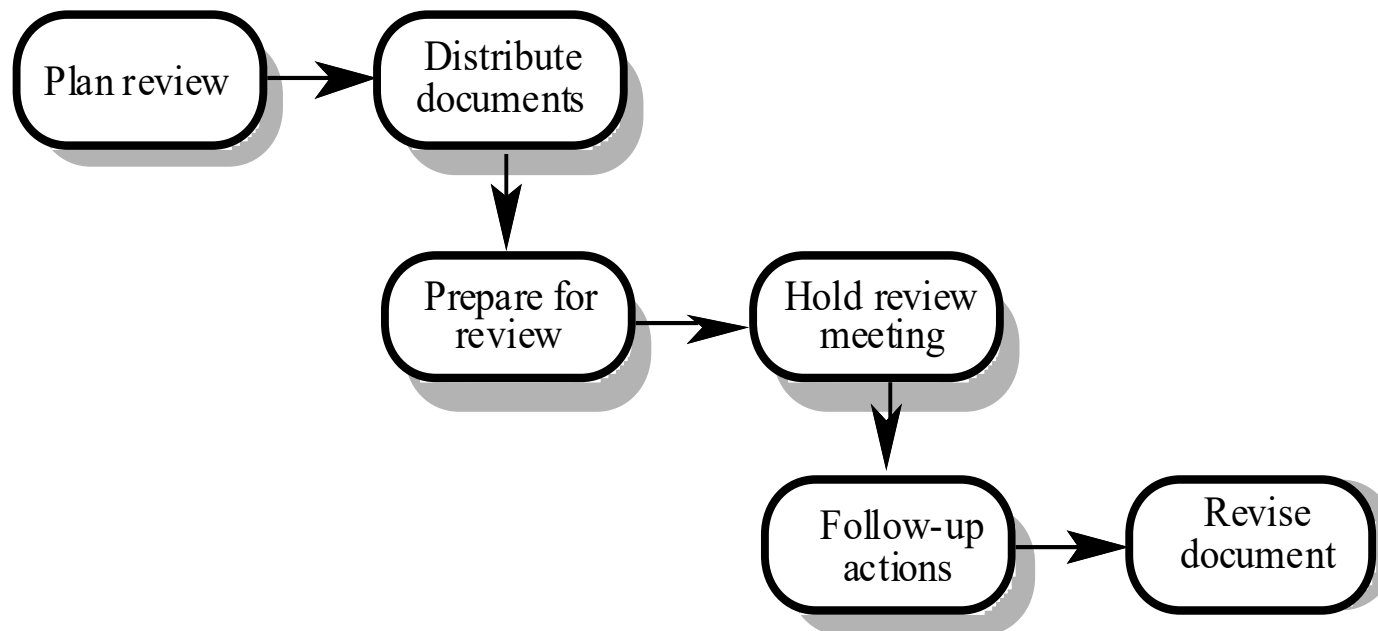 Plan review
Distribute
documents
Prepare for
review
Hold review
meeting
Follow-up
actions
Revise
document